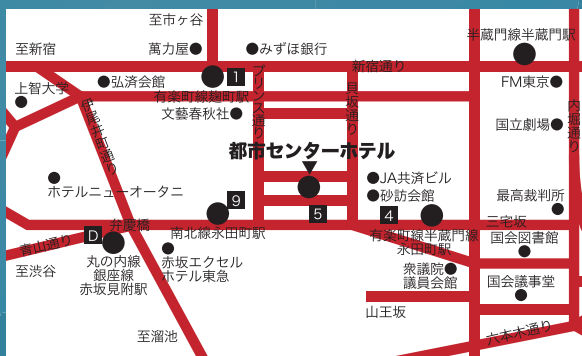 至市ヶ谷
半蔵門線半蔵門駅
至新宿
萬力屋
みずほ銀行
新宿通り
1
上智大学
弘済会館
FM東京
有楽町線麹町駅
プリンス通り
貝坂通り
内堀通り
文藝春秋社
国立劇場
紀尾井町通り
都市センターホテル
JA共済ビル
ホテルニューオータニ
砂訪会館
最高裁判所
9
5
4
三宅坂
弁慶橋
D
南北線永田町駅
有楽町線半蔵門線
永田町駅
国会図書館
青山通り
至渋谷
丸の内線
銀座線
赤坂見附駅
赤坂エクセル
ホテル東急
衆議院
議員会館
国会議事堂
山王坂
至溜池
六本木通り